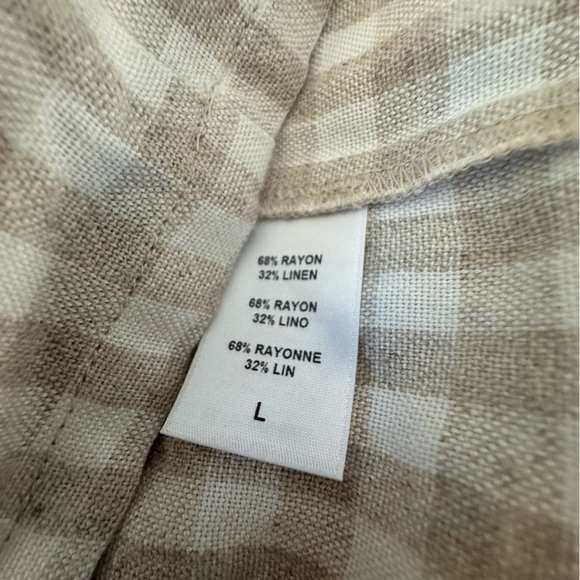 68% RAYON
32% LINEN
68% RAYON
32% LINO
68% RAYONNE
32% LIN
L